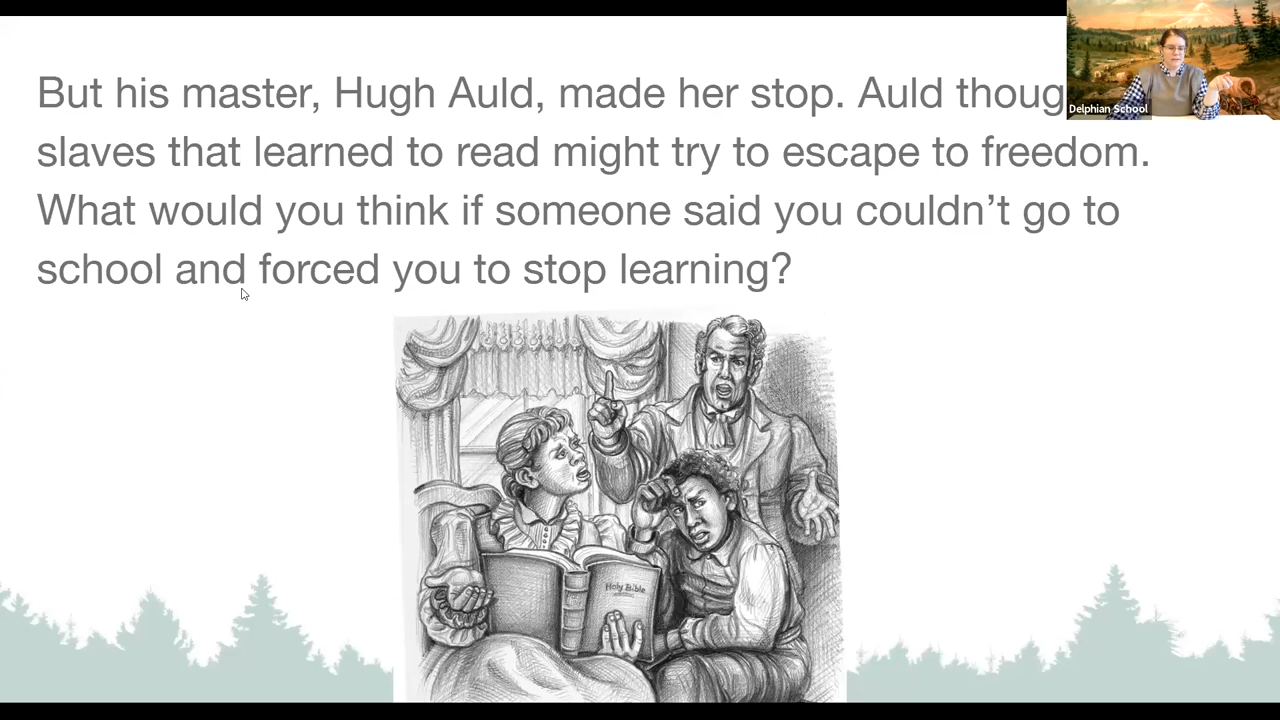 But his master, Hugh Auld, made her stop. Auld
slaves that learned to read might try to escape to freedom.
What would you think if someone said you couldn’t go to
school and forced you to stop learning?
Delphian School
Holy Bible